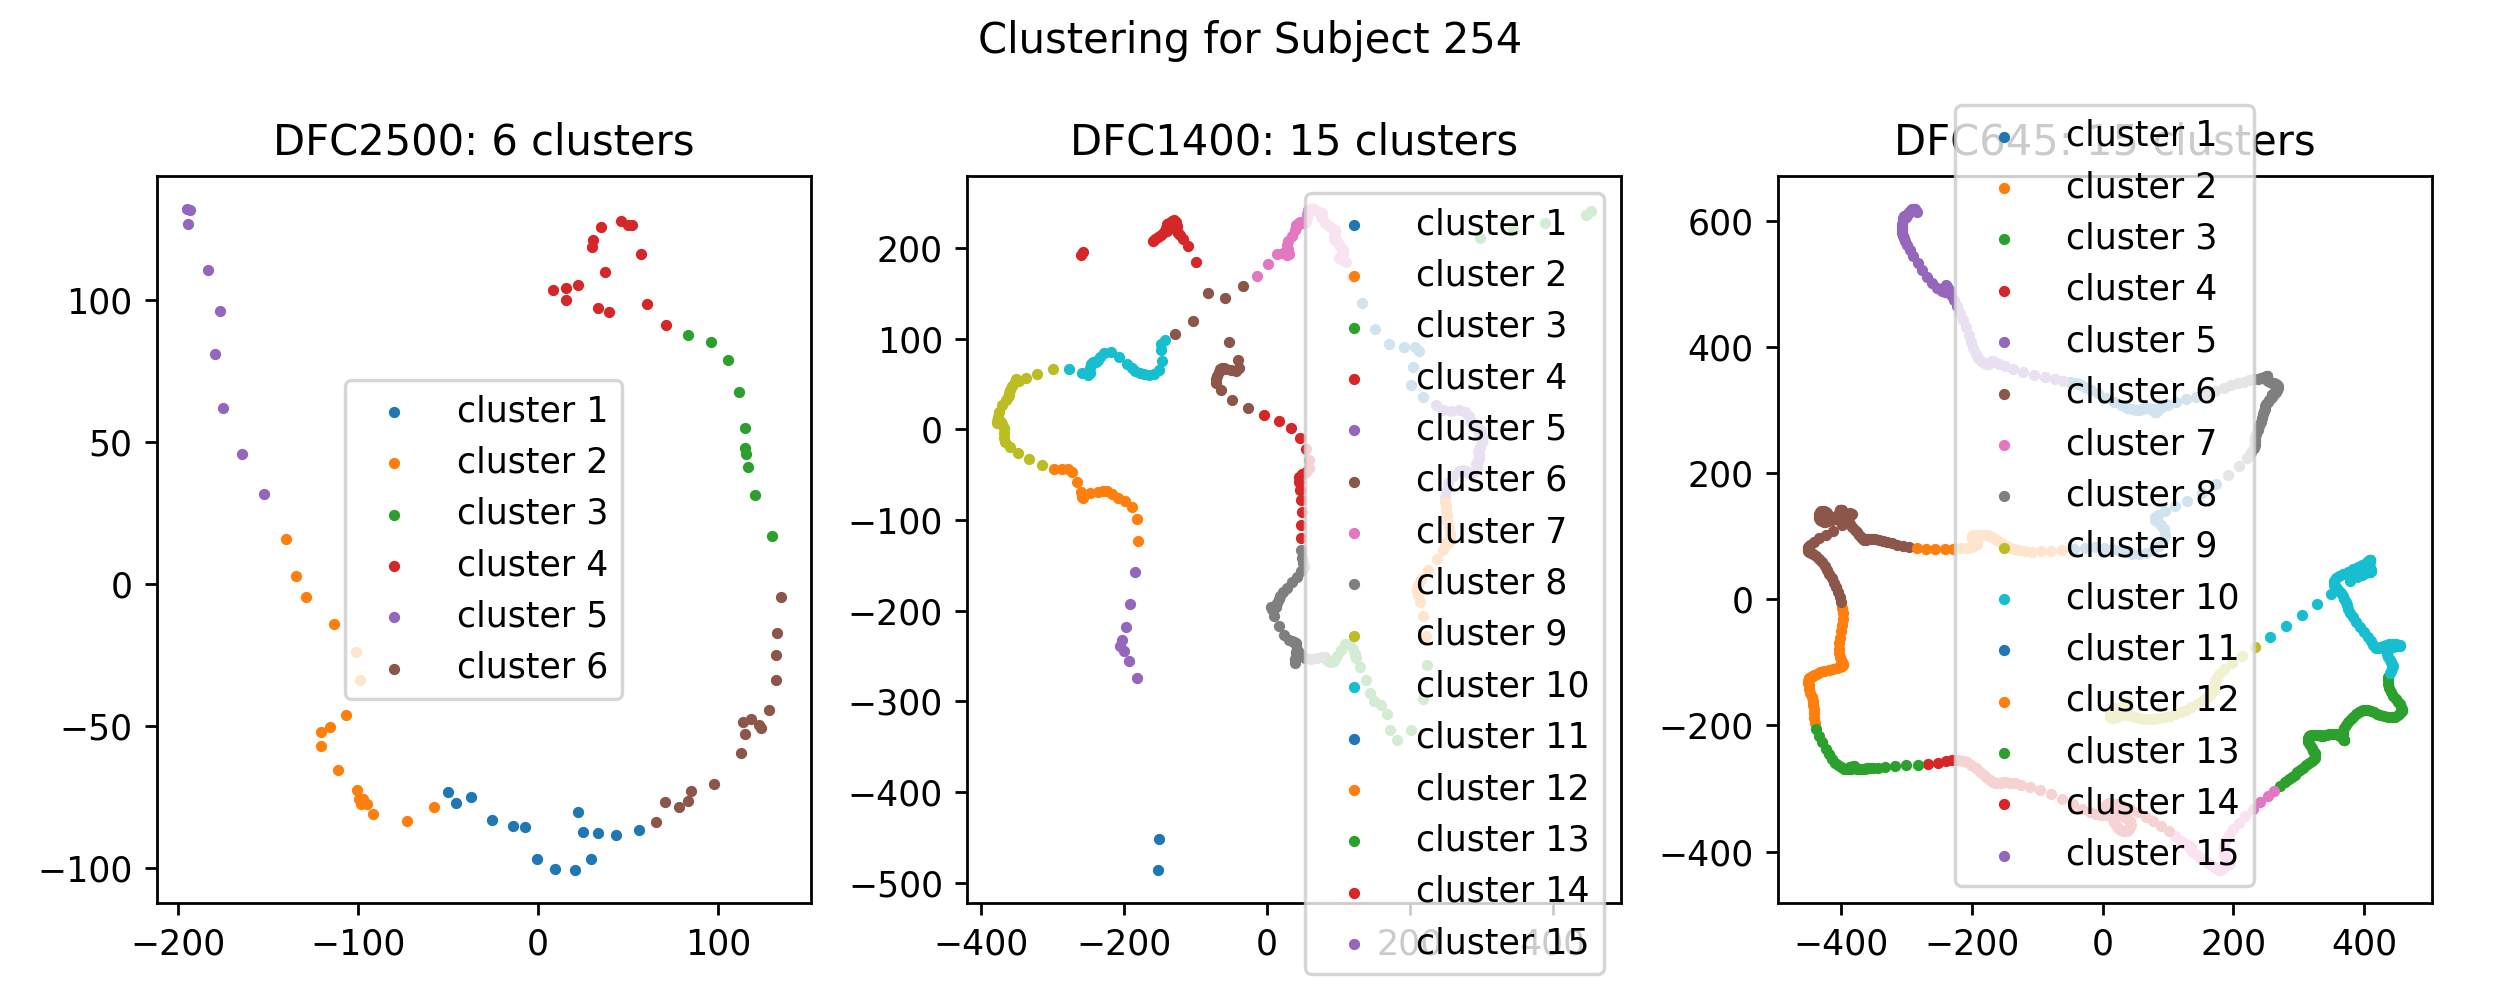 Clustering for Subject 254
DFC2500: 6 clusters
100
50
0
−50
−100
−200
−100
0
100
cluster 1
cluster 2
cluster 3
cluster 4
cluster 5
cluster 6
DFC1400: 15 clusters
200
100
0
−100
−200
−300
−400
−500
−400
−200
0
200
400
cluster 1
cluster 2
cluster 3
cluster 4
cluster 5
cluster 6
cluster 7
cluster 8
cluster 9
cluster 10
cluster 11
cluster 12
cluster 13
cluster 14
cluster 15
DFC645: 15 clusters
600
400
200
0
−200
−400
−400
−200
0
200
400
cluster 1
cluster 2
cluster 3
cluster 4
cluster 5
cluster 6
cluster 7
cluster 8
cluster 9
cluster 10
cluster 11
cluster 12
cluster 13
cluster 14
cluster 15